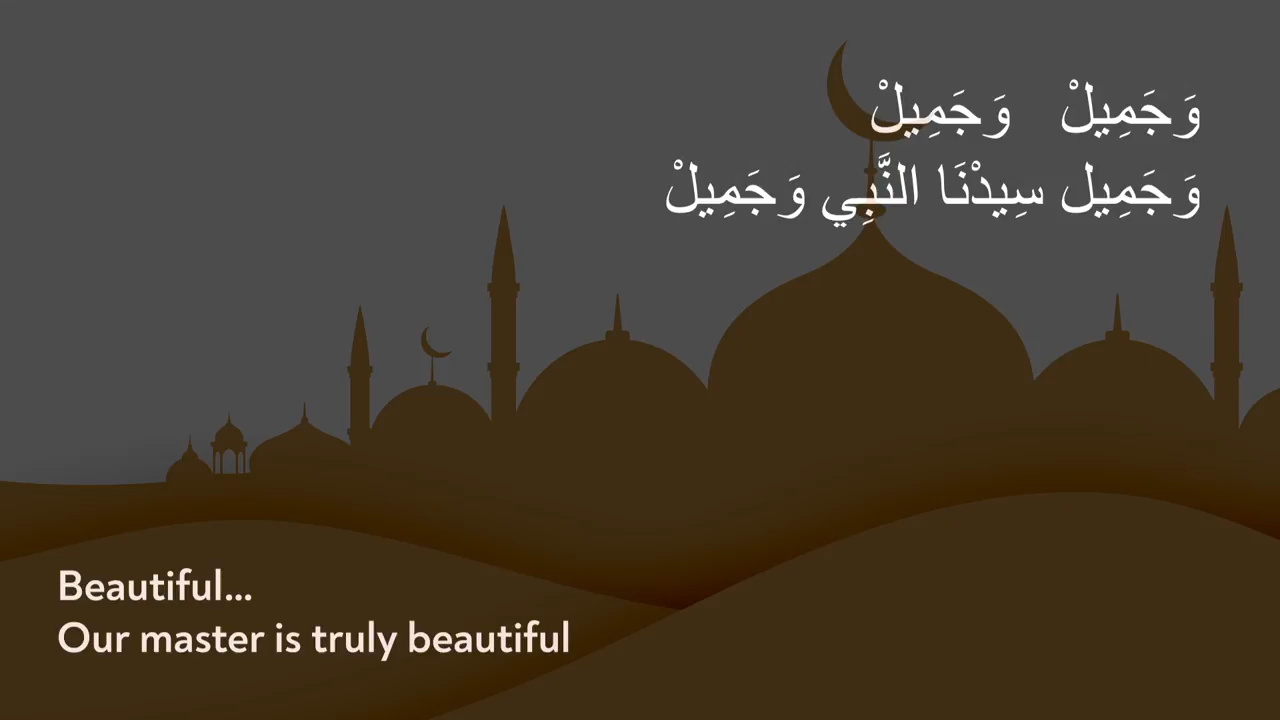 وَجَمِيلْ وَجَمِيلْ
وَجَمِيل سِيدْنَا النَّبِي وَجَمِيلْ
Beautiful...
Our master is truly beautiful